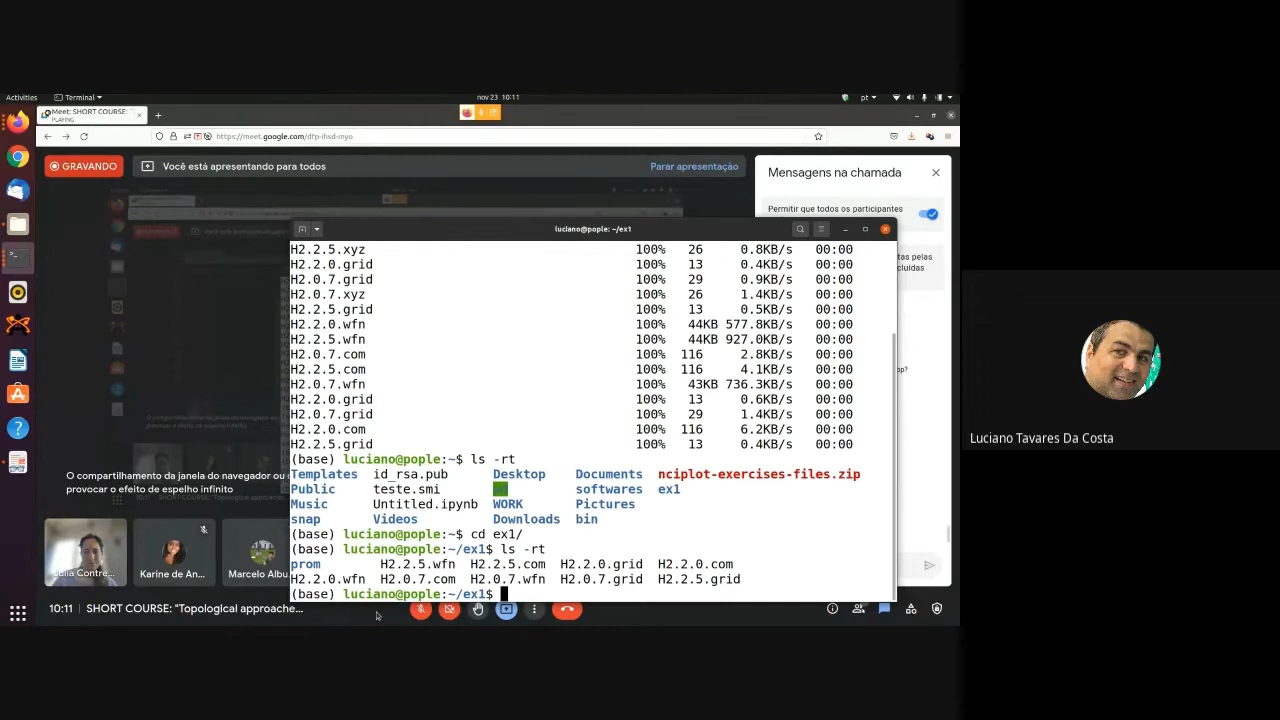 Activities Terminal nov 23 10:11 pt
Meet: SHORT COURSE: "
PLAYING
https://meet.google.com/dfp-ihsd-myo
GRAVANDO Você está apresentando para todos Parar apresentação
Mensagens na chamada
Permitir que todos os participantes
tas pelas
cluídas
luciano@pople: ~/ex1
H2.2.5.xyz 100% 26 0.8KB/s 00:00
H2.2.0.grid 100% 13 0.4KB/s 00:00
H2.0.7.grid 100% 29 0.9KB/s 00:00
H2.0.7.xyz 100% 26 1.4KB/s 00:00
H2.2.5.grid 100% 13 0.5KB/s 00:00
H2.2.0.wfn 100% 44KB 577.8KB/s 00:00
H2.2.5.wfn 100% 44KB 927.0KB/s 00:00
H2.0.7.com 100% 116 2.8KB/s 00:00
H2.2.5.com 100% 116 4.1KB/s 00:00
H2.0.7.wfn 100% 43KB 736.3KB/s 00:00
H2.2.0.grid 100% 13 0.6KB/s 00:00
H2.0.7.grid 100% 29 1.4KB/s 00:00
H2.2.0.com 100% 116 6.2KB/s 00:00
H2.2.5.grid 100% 13 0.4KB/s 00:00
(base) luciano@pople:~$ ls -rt
Templates id_rsa.pub Desktop Documents nciplot-exercises-files.zip
Public teste.smi softwares ex1
Music Untitled.ipynb WORK Pictures
snap Videos Downloads bin
(base) luciano@pople:~$ cd ex1/
(base) luciano@pople:~/ex1$ ls -rt
prom H2.2.5.wfn H2.2.5.com H2.2.0.grid H2.2.0.com
H2.2.0.wfn H2.0.7.com H2.0.7.wfn H2.0.7.grid H2.2.5.grid
(base) luciano@pople:~/ex1$
O compartilhamento da janela do navegador ou
provocar o efeito de espelho infinito
Julia Contre... Karine de An... Marcelo Albu
10:11 SHORT COURSE: "Topological approache...
Luciano Tavares Da Costa